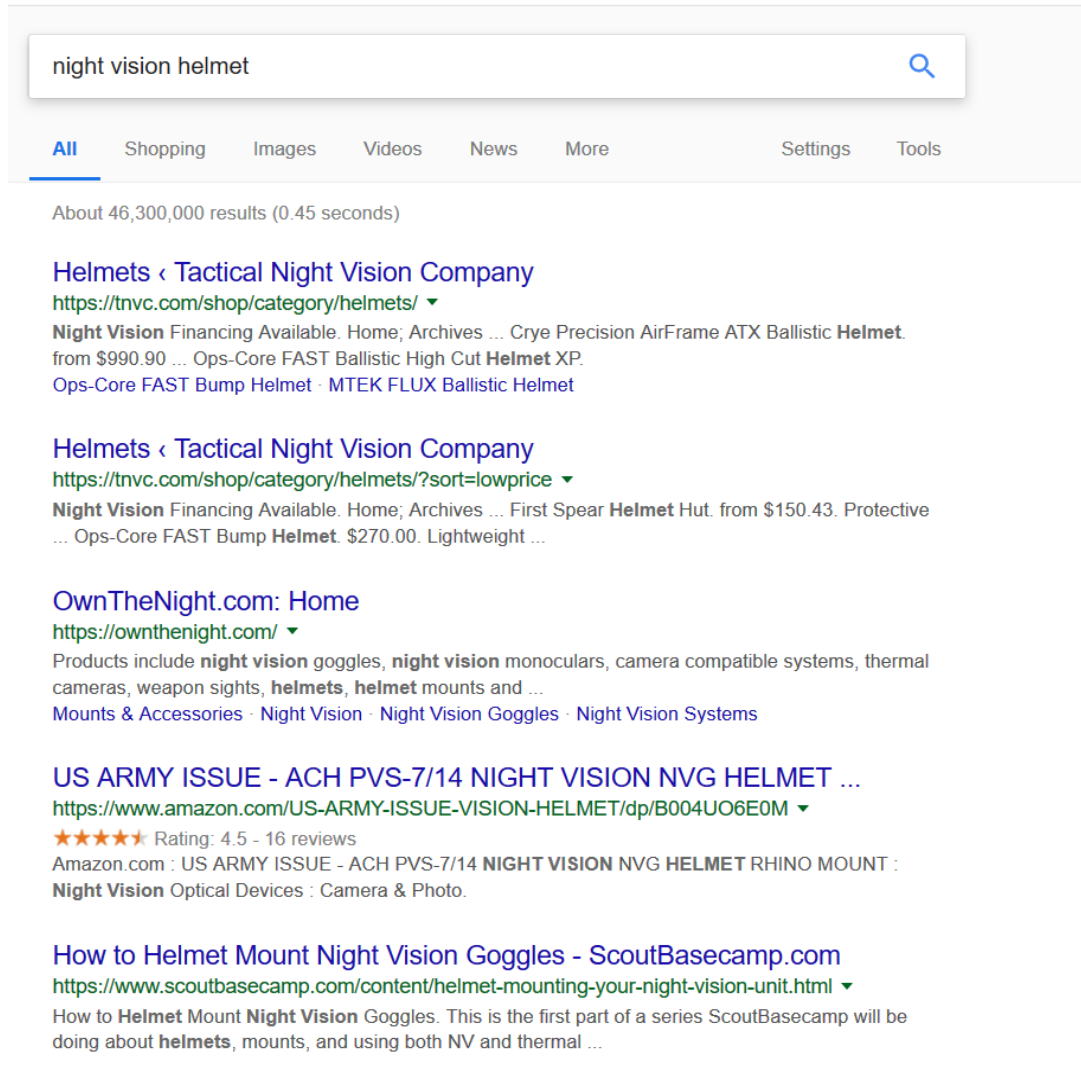 night vision helmet
All Shopping Images Videos News More Settings Tools
About 46,300,000 results (0.45 seconds)
Helmets ‹ Tactical Night Vision Company
https://tnvc.com/shop/category/helmets/
Night Vision Financing Available. Home; Archives ... Crye Precision AirFrame ATX Ballistic Helmet.
from $990.90 ... Ops-Core FAST Ballistic High Cut Helmet XP.
Ops-Core FAST Bump Helmet · MTEK FLUX Ballistic Helmet
Helmets ‹ Tactical Night Vision Company
https://tnvc.com/shop/category/helmets/?sort=lowprice
Night Vision Financing Available. Home; Archives ... First Spear Helmet Hut. from $150.43. Protective
... Ops-Core FAST Bump Helmet. $270.00. Lightweight ...
OwnTheNight.com: Home
https://ownthenight.com/
Products include night vision goggles, night vision monoculars, camera compatible systems, thermal
cameras, weapon sights, helmets, helmet mounts and ...
Mounts & Accessories · Night Vision · Night Vision Goggles · Night Vision Systems
US ARMY ISSUE - ACH PVS-7/14 NIGHT VISION NVG HELMET ...
https://www.amazon.com/US-ARMY-ISSUE-VISION-HELMET/dp/B004UO6E0M
Rating: 4.5 - 16 reviews
Amazon.com : US ARMY ISSUE - ACH PVS-7/14 NIGHT VISION NVG HELMET RHINO MOUNT :
Night Vision Optical Devices : Camera & Photo.
How to Helmet Mount Night Vision Goggles - ScoutBasecamp.com
https://www.scoutbasecamp.com/content/helmet-mounting-your-night-vision-unit.html
How to Helmet Mount Night Vision Goggles. This is the first part of a series ScoutBasecamp will be
doing about helmets, mounts, and using both NV and thermal ...